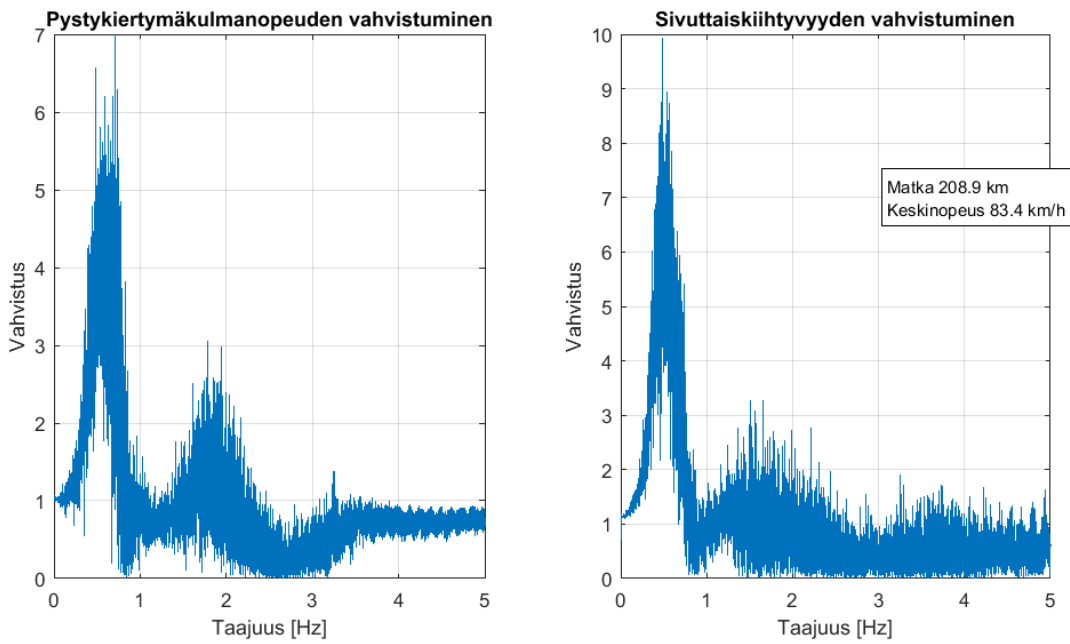 Pystykiertymäkulmanopeuden vahvistuminen
Vahvistus
7
6
5
4
3
2
1
0
0 1 2 3 4 5
Taajuus [Hz]
Sivuttaiskiihtyvyyden vahvistuminen
Vahvistus
10
9
8
7
6
5
4
3
2
1
0
Matka 208.9 km
Keskinopeus 83.4 km/h
0 1 2 3 4 5
Taajuus [Hz]